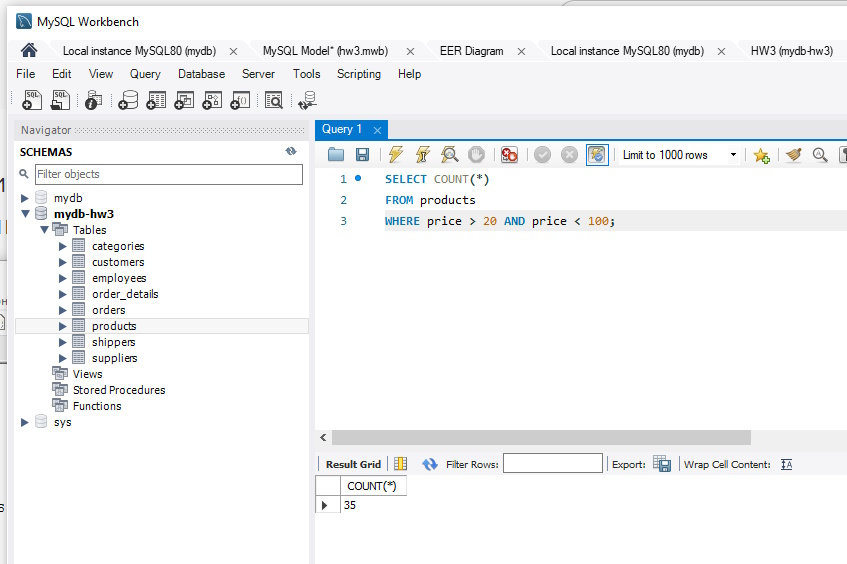 MySQL Workbench
Local instance MySQL80 (mydb) MySQL Model* (hw3.mwb) EER Diagram Local instance MySQL80 (mydb) HW3 (mydb-hw3)
File Edit View Query Database Server Tools Scripting Help
Navigator
SCHEMAS
Filter objects
mydb
mydb-hw3
Tables
categories
customers
employees
order_details
orders
products
shippers
suppliers
Views
Stored Procedures
Functions
sys
Query 1
Limit to 1000 rows
1 SELECT COUNT(*)
2 FROM products
3 WHERE price > 20 AND price < 100;
Result Grid Filter Rows: Export: Wrap Cell Content:
COUNT(*)
35